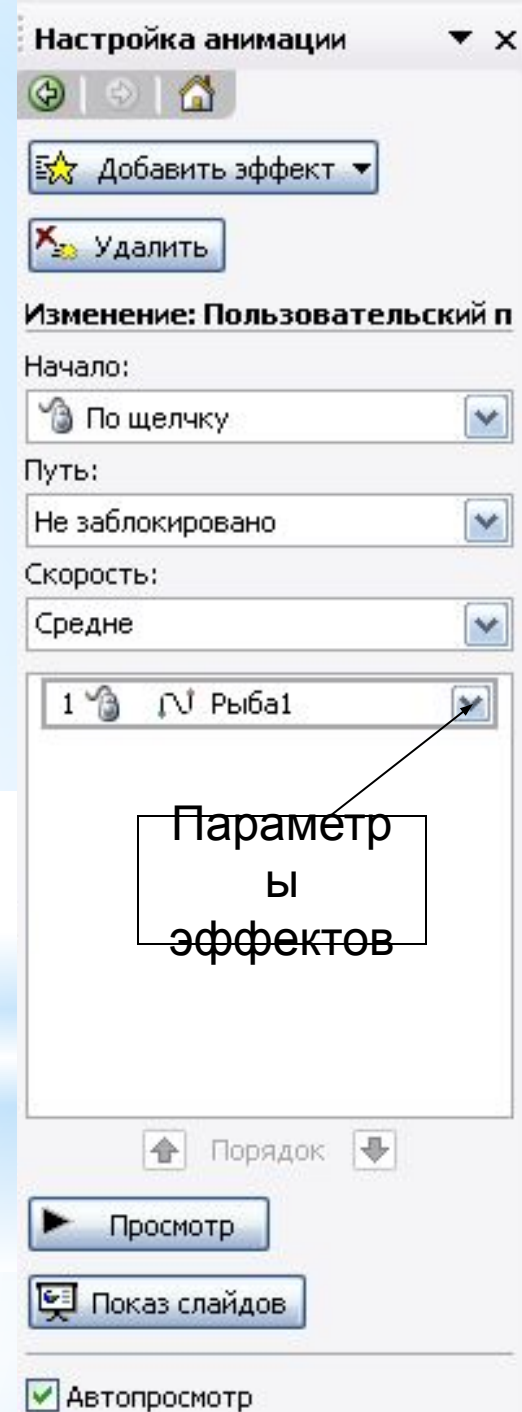 Настройка анимации
Добавить эффект
Удалить
Изменение: Пользовательский п
Начало:
По щелчку
Путь:
Не заблокировано
Скорость:
Средне
1 Рыба1
Параметр
ы
эффектов
Порядок
Просмотр
Показ слайдов
Автопросмотр